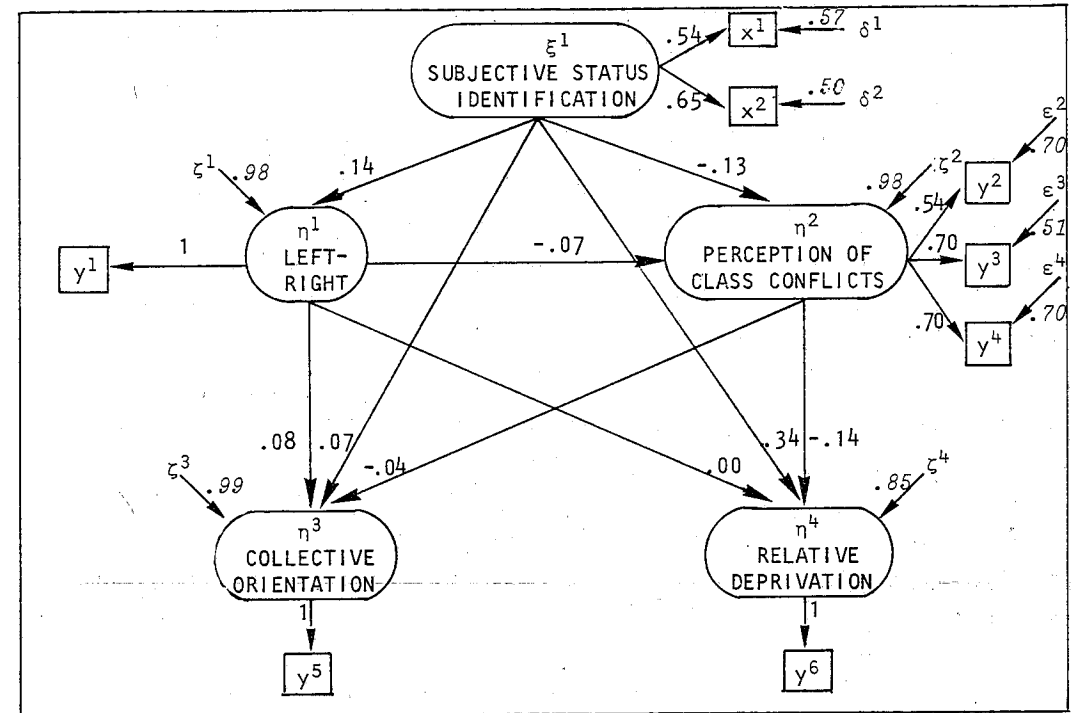 ξ¹
SUBJECTIVE STATUS
IDENTIFICATION
.54
x¹
.57
δ¹
.65
x²
.50
δ²
ζ¹
.98
.14
-.13
.98
ζ²
ε²
.70
y²
.54
ε³
.51
y³
.70
ε⁴
.70
y⁴
.70
η¹
LEFT-
RIGHT
1
y¹
-.07
η²
PERCEPTION OF
CLASS CONFLICTS
.08
.07
-.04
.00
.34
-.14
ζ³
.99
.85
ζ⁴
η³
COLLECTIVE
ORIENTATION
η⁴
RELATIVE
DEPRIVATION
1
1
y⁵
y⁶